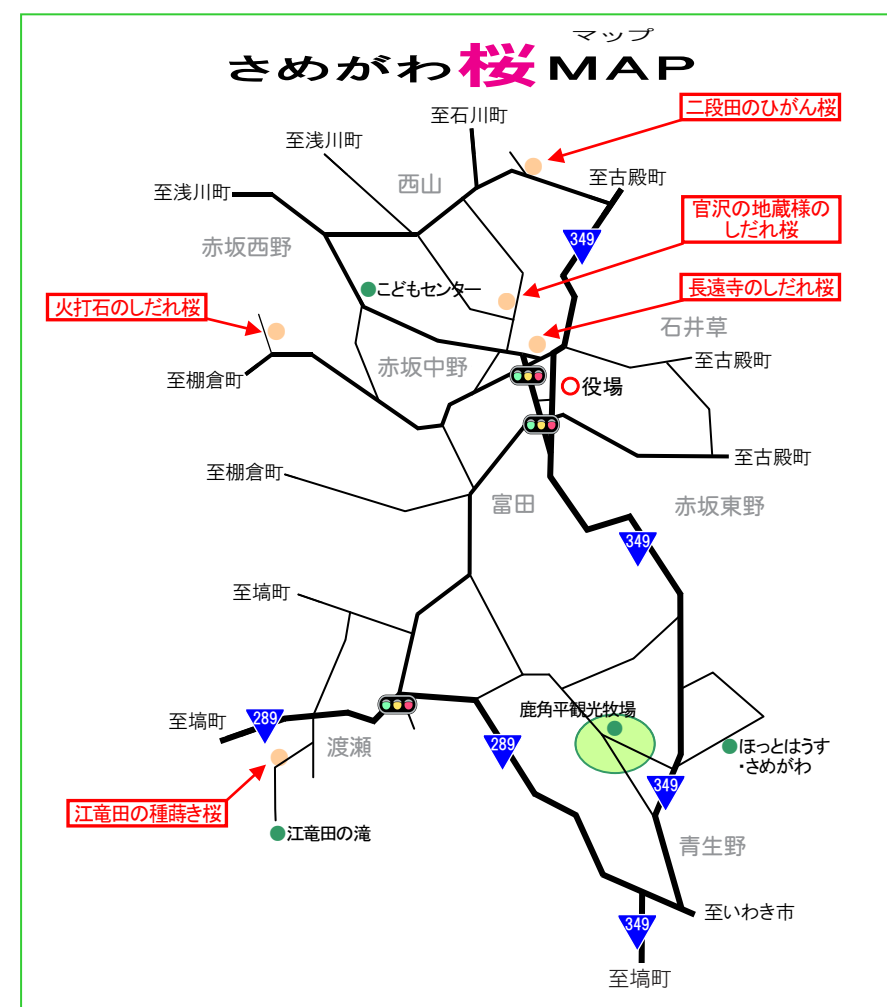 マップ
さめがわ桜MAP
二段田のひがん桜
至石川町
至浅川町
至古殿町
西山
至浅川町
官沢の地蔵様の
しだれ桜
349
赤坂西野
こどもセンター
長遠寺のしだれ桜
火打石のしだれ桜
石井草
至古殿町
赤坂中野
至棚倉町
役場
至古殿町
至棚倉町
富田
赤坂東野
349
至塙町
鹿角平観光牧場
至塙町
289
渡瀬
289
ほっとはうす
・さめがわ
349
江竜田の種蒔き桜
江竜田の滝
青生野
至いわき市
349
至塙町